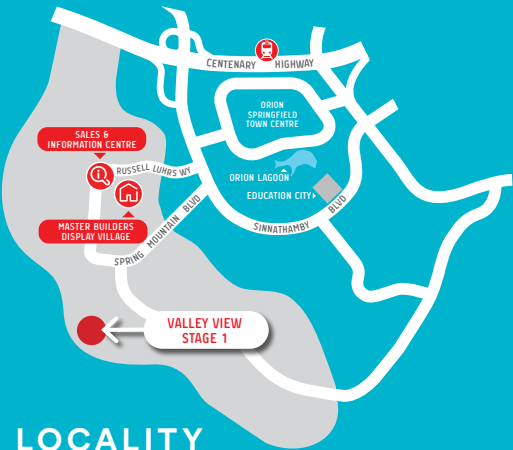 CENTENARY HIGHWAY
ORION
SPRINGFIELD
TOWN CENTRE
SALES &
INFORMATION CENTRE
RUSSELL LUHRS WY
ORION LAGOON
EDUCATION CITY
MASTER BUILDERS
DISPLAY VILLAGE
SPRING MOUNTAIN BLVD
SINNATHAMBY BLVD
VALLEY VIEW
STAGE 1
LOCALITY